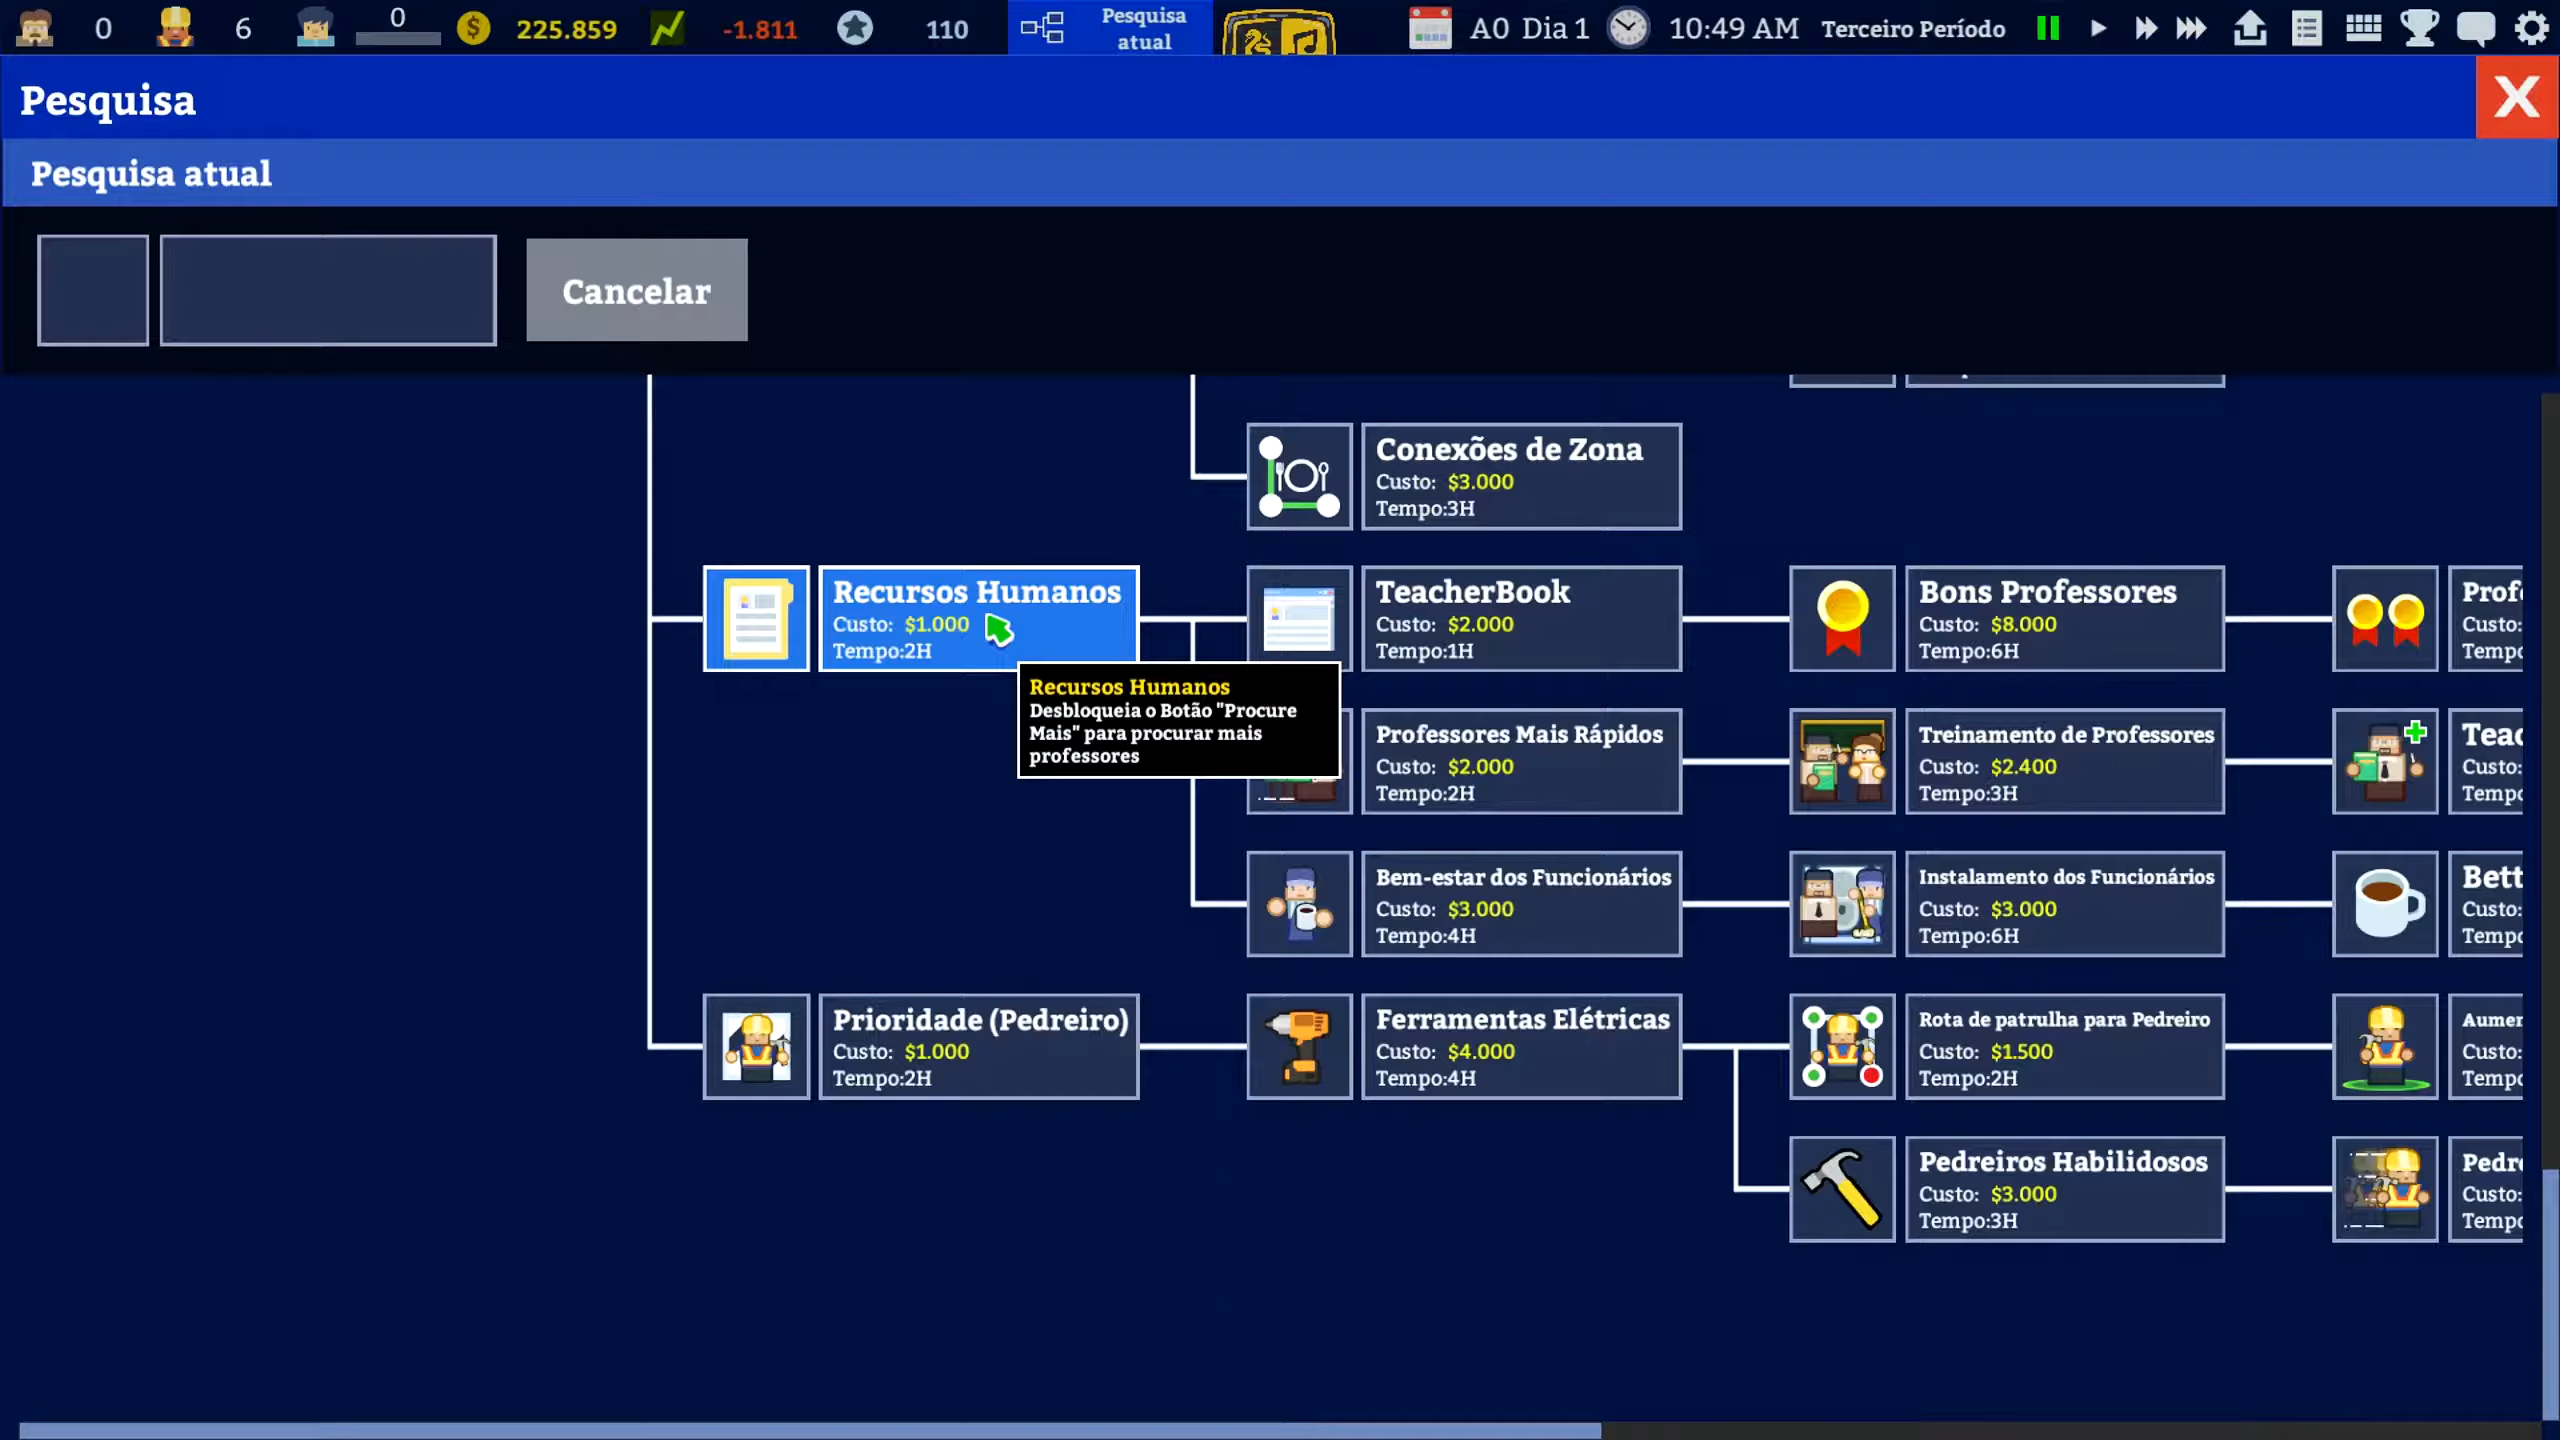 0
6
0
225.859
-1.811
110
Pesquisa
atual
A0 Dia 1
10:49 AM
Terceiro Período
Pesquisa
X
Pesquisa atual
Cancelar
Conexões de Zona
Custo: $3.000
Tempo:3H
Recursos Humanos
Custo: $1.000
Tempo:2H
TeacherBook
Custo: $2.000
Tempo:1H
Bons Professores
Custo: $8.000
Tempo:6H
Custo:
Recursos Humanos
Desbloqueia o Botão "Procure
Mais" para procurar mais
professores
Professores Mais Rápidos
Custo: $2.000
Tempo:2H
Treinamento de Professores
Custo: $2.400
Tempo:3H
Custo:
Bem-estar dos Funcionários
Custo: $3.000
Tempo:4H
Instalamento dos Funcionários
Custo: $3.000
Tempo:6H
Bett
Custo:
Prioridade (Pedreiro)
Custo: $1.000
Tempo:2H
Ferramentas Elétricas
Custo: $4.000
Tempo:4H
Rota de patrulha para Pedreiro
Custo: $1.500
Tempo:2H
Custo:
Pedreiros Habilidosos
Custo: $3.000
Tempo:3H
Custo: